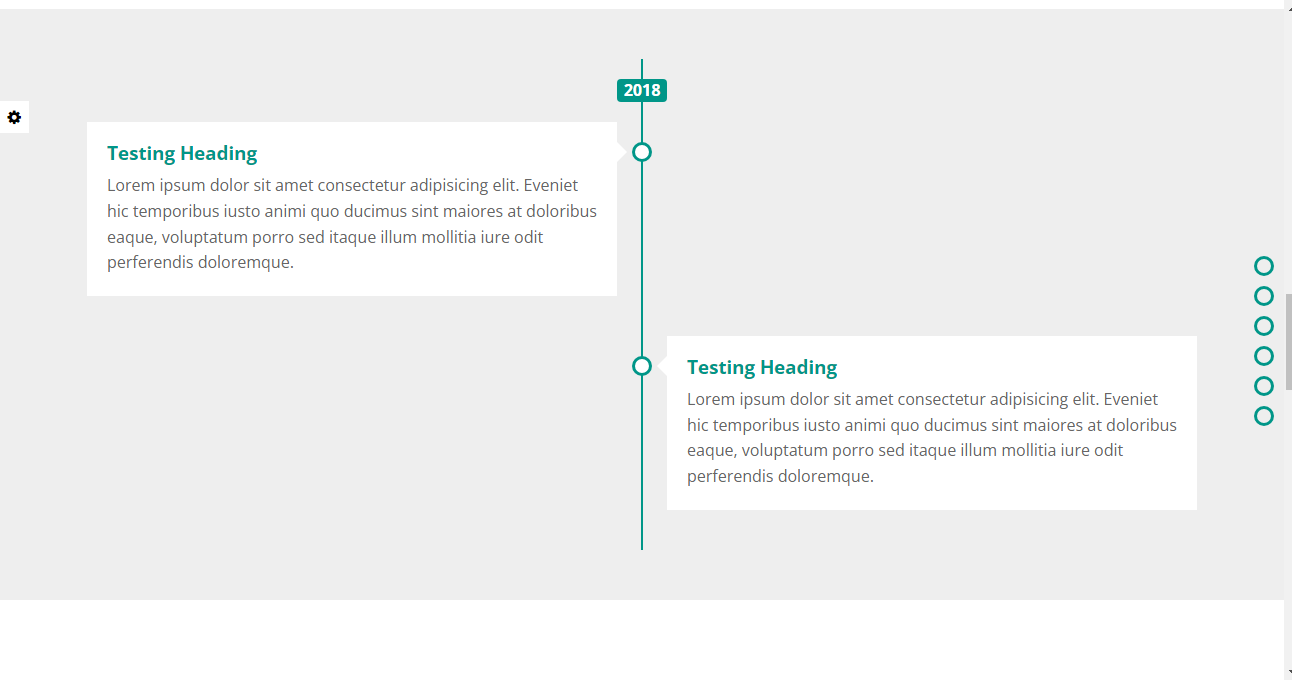 2018
Testing Heading
Lorem ipsum dolor sit amet consectetur adipisicing elit. Eveniet
hic temporibus iusto animi quo ducimus sint maiores at doloribus
eaque, voluptatum porro sed itaque illum mollitia iure odit
perferendis doloremque.
Testing Heading
Lorem ipsum dolor sit amet consectetur adipisicing elit. Eveniet
hic temporibus iusto animi quo ducimus sint maiores at doloribus
eaque, voluptatum porro sed itaque illum mollitia iure odit
perferendis doloremque.